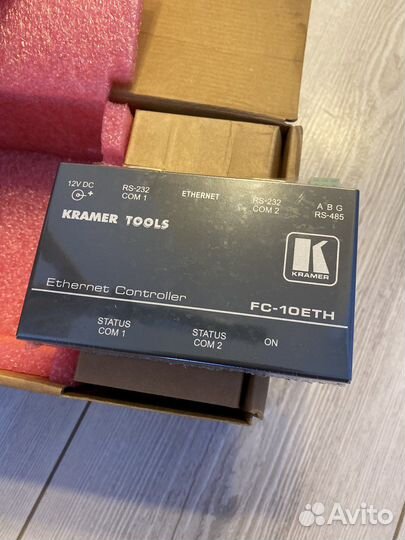 12V DC
RS-232
COM 1
ETHERNET
RS-232
COM 2
A B G
RS-485
KRAMER TOOLS
K
KRAMER
Ethernet Controller
FC-10ETH
STATUS
COM 1
STATUS
COM 2
ON
Avito